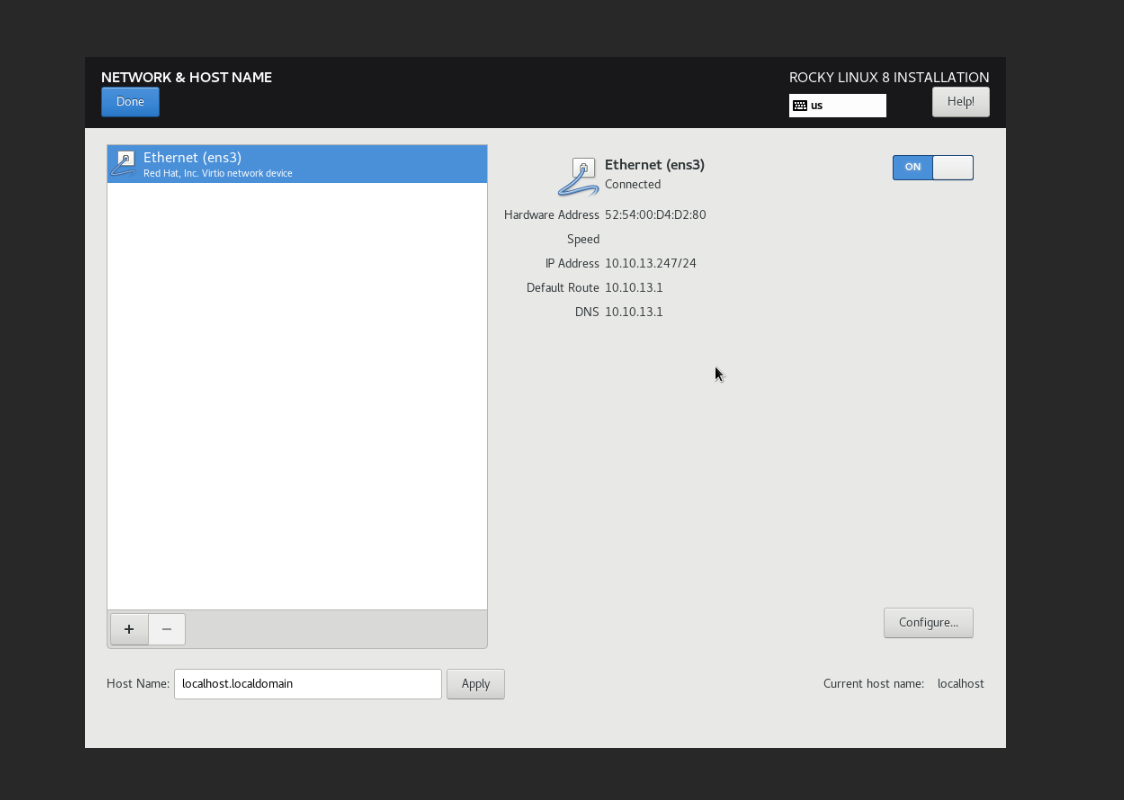 NETWORK & HOST NAME
ROCKY LINUX 8 INSTALLATION
Done
us
Help!
Ethernet (ens3)
Red Hat, Inc. Virtio network device
Ethernet (ens3)
Connected
ON
Hardware Address 52:54:00:D4:D2:80
Speed
IP Address 10.10.13.247/24
Default Route 10.10.13.1
DNS 10.10.13.1
+ −
Configure...
Host Name: localhost.localdomain Apply
Current host name: localhost